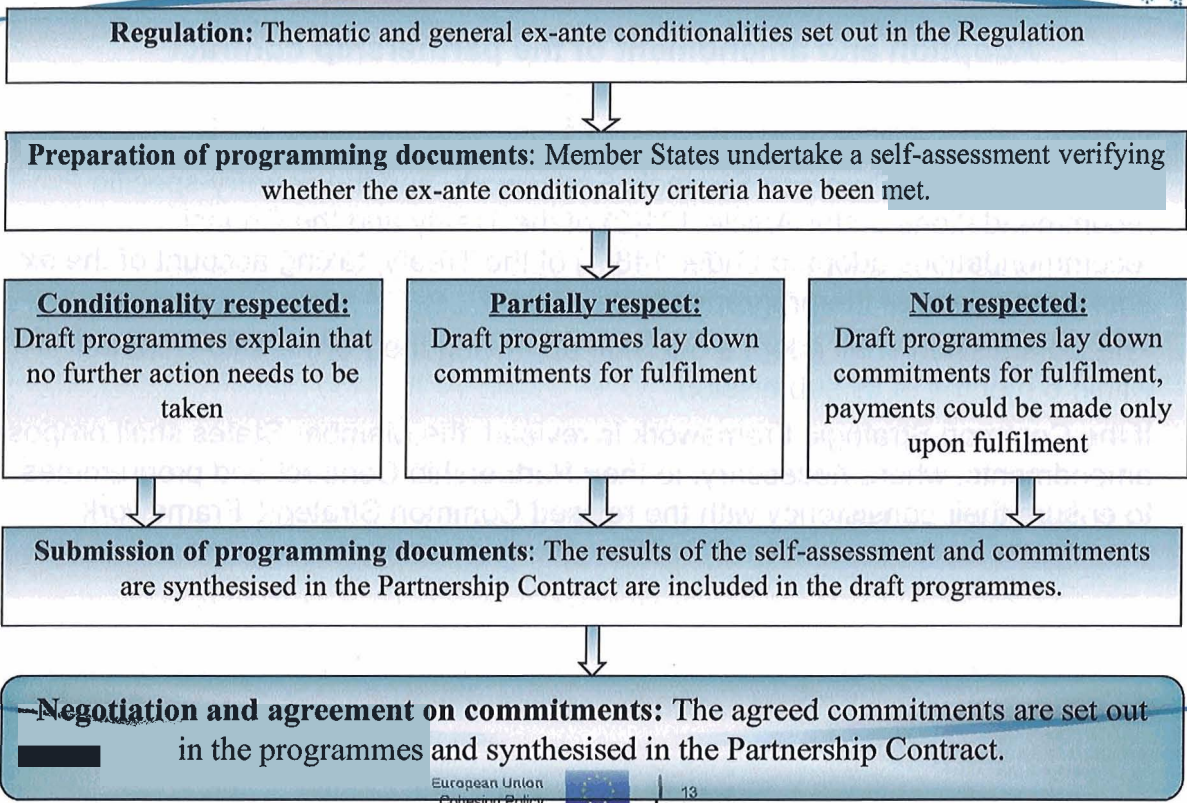 Regulation: Thematic and general ex-ante conditionalities set out in the Regulation
Preparation of programming documents: Member States undertake a self-assessment verifying
whether the ex-ante conditionality criteria have been met.
Conditionality respected:
Draft programmes explain that
no further action needs to be
taken
Partially respect:
Draft programmes lay down
commitments for fulfilment
Not respected:
Draft programmes lay down
commitments for fulfilment,
payments could be made only
upon fulfilment
Submission of programming documents: The results of the self-assessment and commitments
are synthesised in the Partnership Contract are included in the draft programmes.
Negotiation and agreement on commitments: The agreed commitments are set out
in the programmes and synthesised in the Partnership Contract.
European Union
Cohesion Policy
13